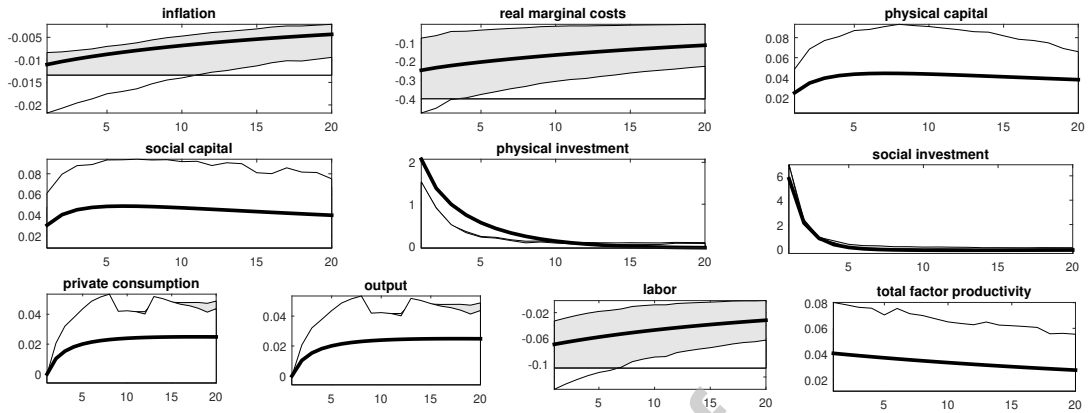 inflation
-0.005
-0.01
-0.015
-0.02
5 10 15 20
real marginal costs
-0.1
-0.2
-0.3
-0.4
5 10 15 20
physical capital
0.08
0.06
0.04
0.02
5 10 15 20
social capital
0.08
0.06
0.04
0.02
5 10 15 20
physical investment
2
1
0
5 10 15 20
social investment
6
4
2
0
5 10 15 20
private consumption
0.04
0.02
0
5 10 15 20
output
0.04
0.02
0
5 10 15 20
labor
-0.02
-0.06
-0.1
5 10 15 20
total factor productivity
0.08
0.06
0.04
0.02
5 10 15 20